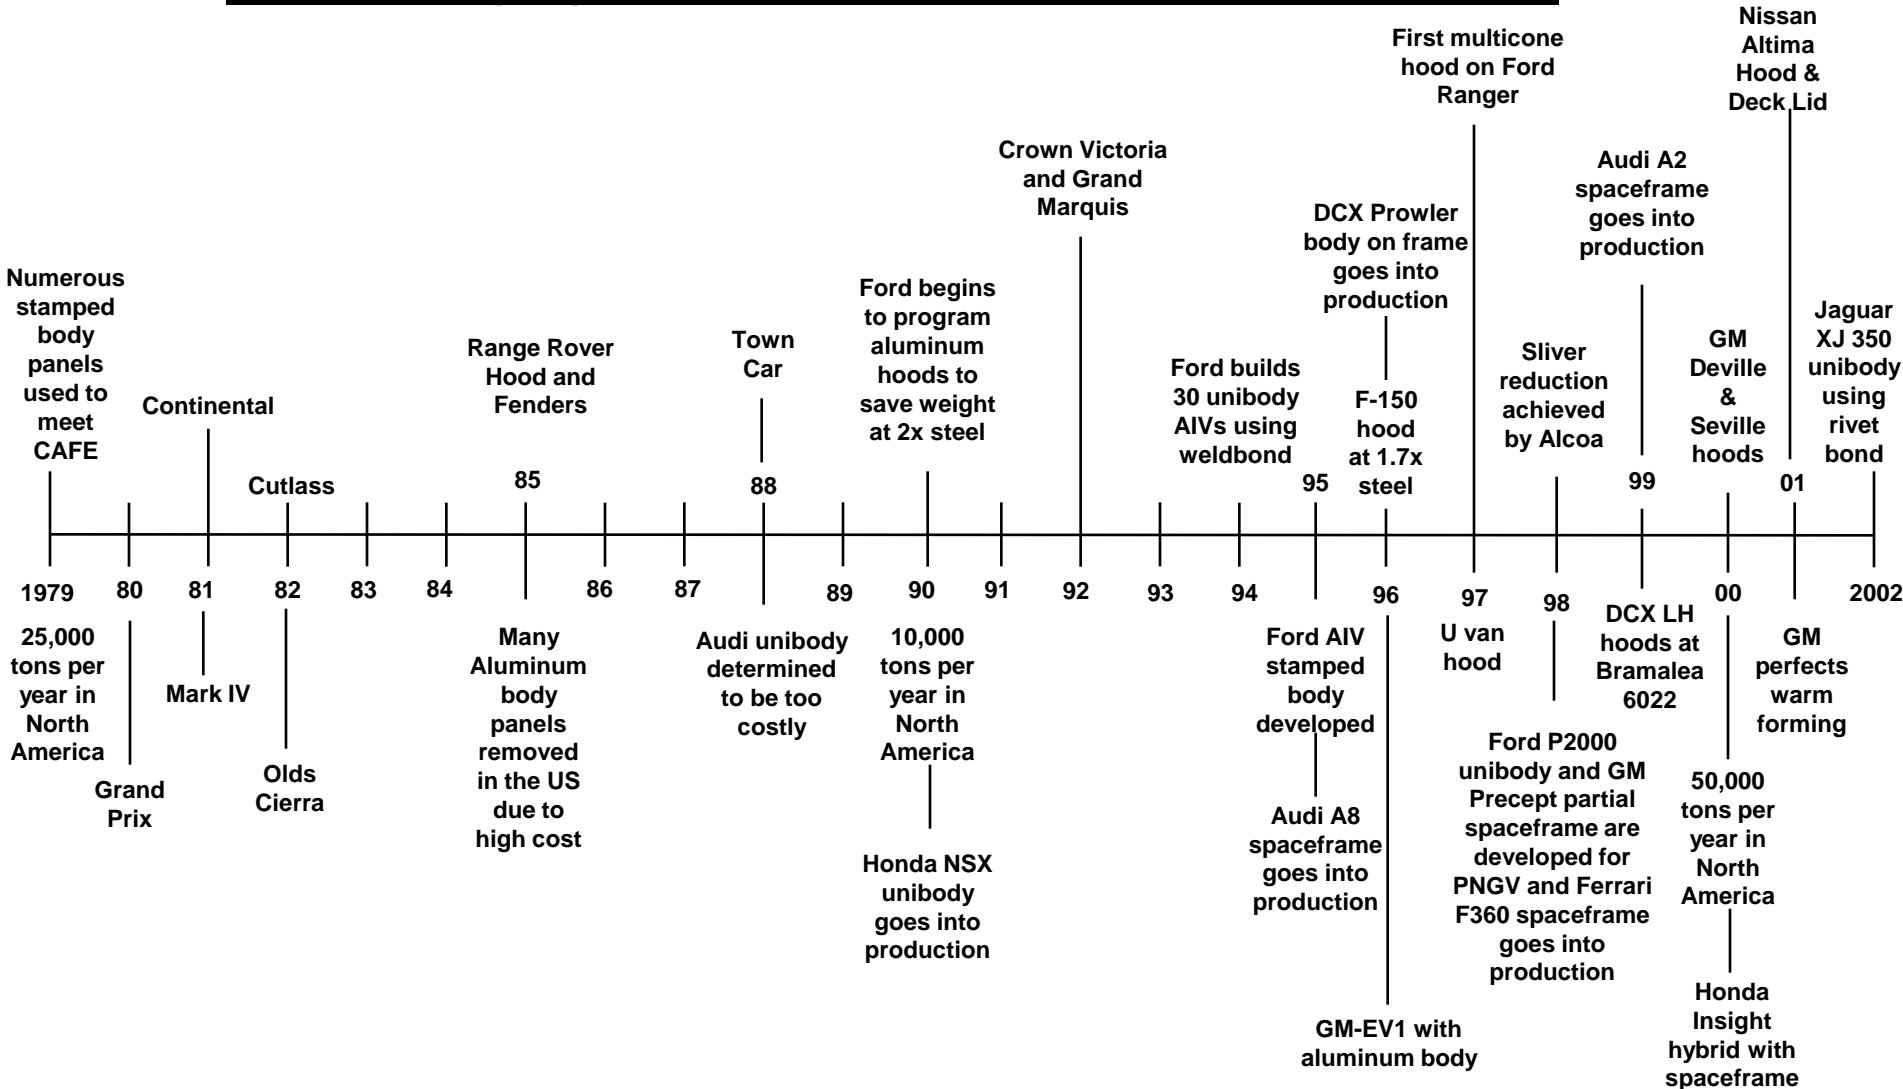 Nissan
Altima
Hood &
Deck Lid
First multicone
hood on Ford
Ranger
Crown Victoria
and Grand
Marquis
Audi A2
spaceframe
goes into
production
DCX Prowler
body on frame
goes into
production
Numerous
stamped
body
panels
used to
meet
CAFE
Continental
Cutlass
Range Rover
Hood and
Fenders
85
Town
Car
88
Ford begins
to program
aluminum
hoods to
save weight
at 2x steel
Ford builds
30 unibody
AIVs using
weldbond
95
F-150
hood
at 1.7x
steel
Sliver
reduction
achieved
by Alcoa
99
GM
Deville
&
Seville
hoods
01
Jaguar
XJ 350
unibody
using
rivet
bond
1979 80 81 82 83 84 86 87 89 90 91 92 93 94 96 97 98 00 2002
25,000
tons per
year in
North
America
Grand
Prix
Mark IV
Olds
Cierra
Many
Aluminum
body
panels
removed
in the US
due to
high cost
Audi unibody
determined
to be too
costly
10,000
tons per
year in
North
America
Honda NSX
unibody
goes into
production
Ford AIV
stamped
body
developed
Audi A8
spaceframe
goes into
production
GM-EV1 with
aluminum body
U van
hood
Ford P2000
unibody and GM
Precept partial
spaceframe are
developed for
PNGV and Ferrari
F360 spaceframe
goes into
production
DCX LH
hoods at
Bramalea
6022
50,000
tons per
year in
North
America
Honda
Insight
hybrid with
spaceframe
GM
perfects
warm
forming